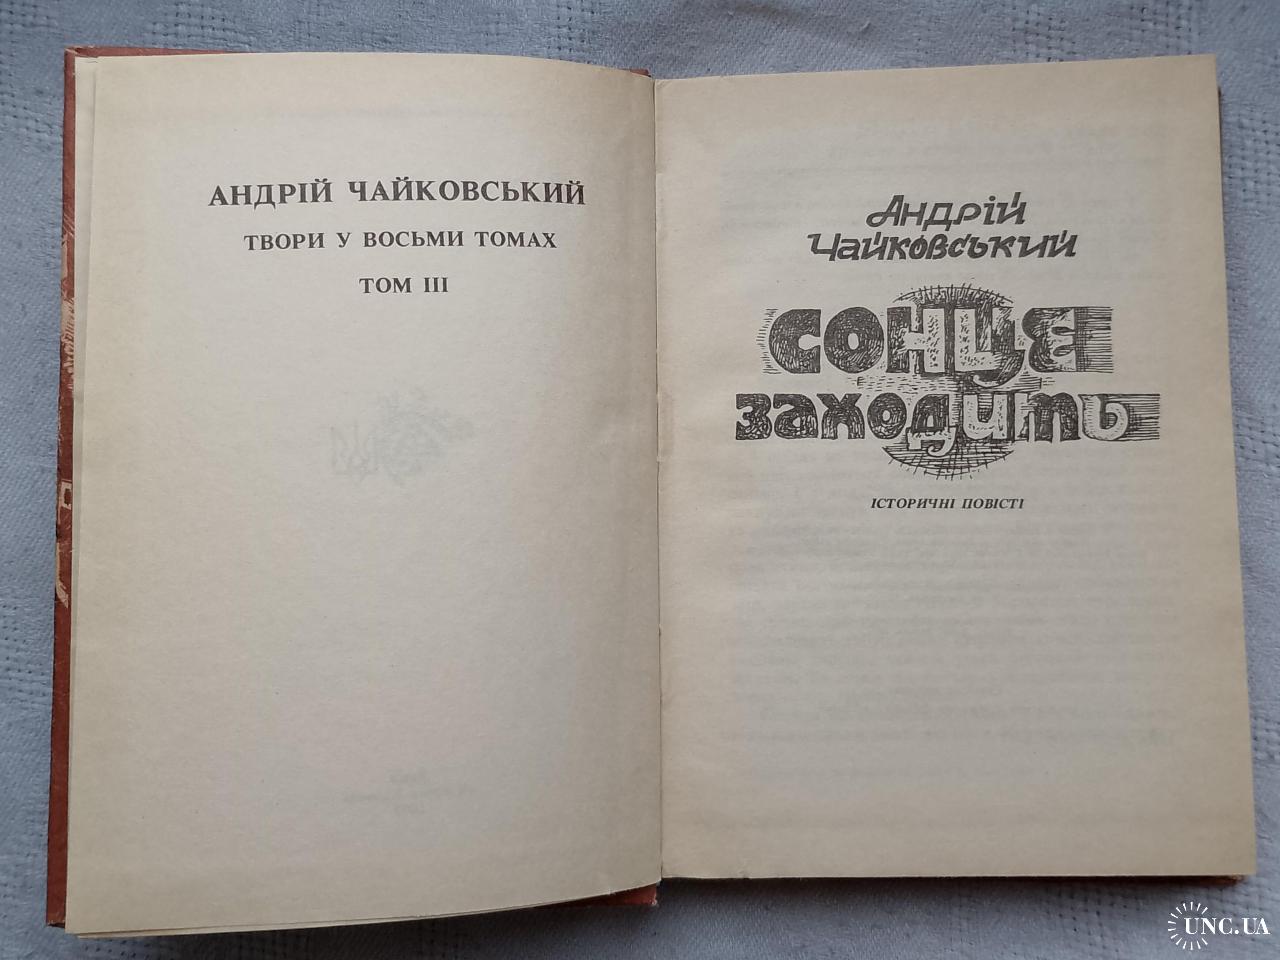 АНДРІЙ ЧАЙКОВСЬКИЙ
ТВОРИ У ВОСЬМИ ТОМАХ
ТОМ III
Андрій
Чайковський
СОНЦЕ
заходить
ІСТОРИЧНІ ПОВІСТІ
UNC.UA